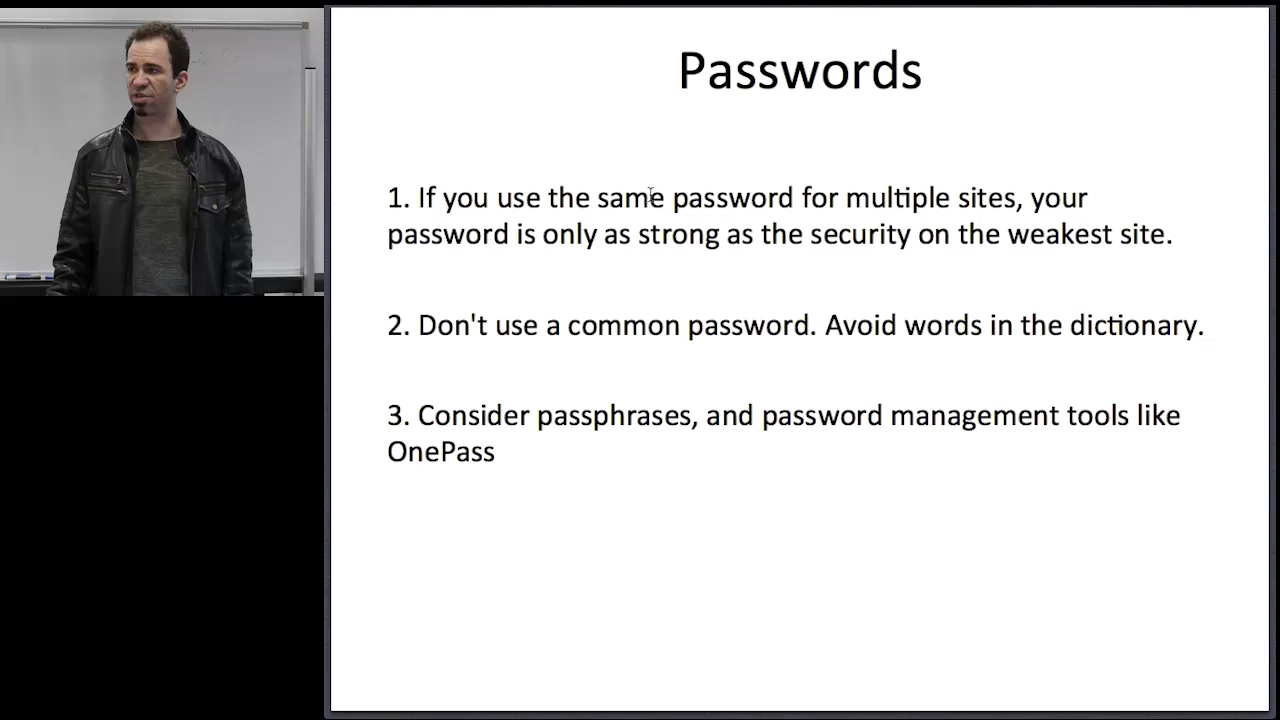 Passwords
1. If you use the same password for multiple sites, your
password is only as strong as the security on the weakest site.
2. Don't use a common password. Avoid words in the dictionary.
3. Consider passphrases, and password management tools like
OnePass